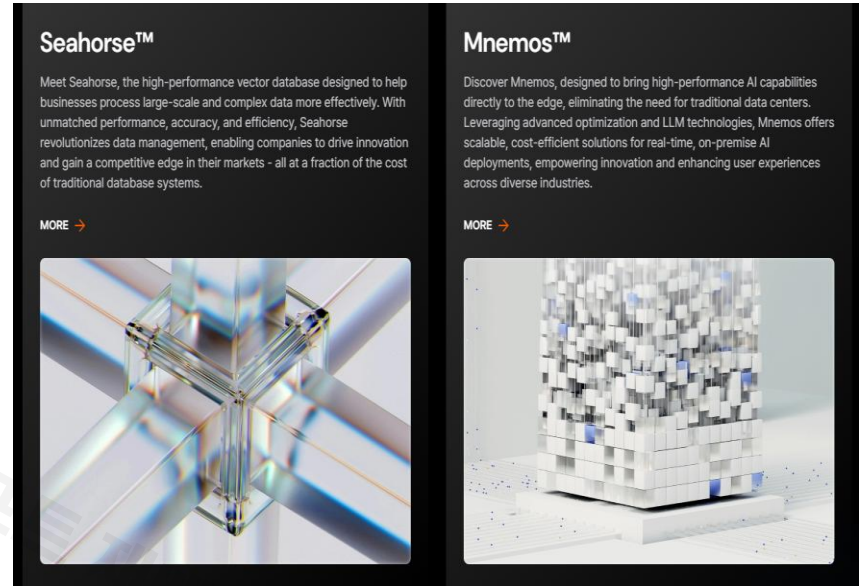 Seahorse™
Meet Seahorse, the high-performance vector database designed to help
businesses process large-scale and complex data more effectively. With
unmatched performance, accuracy, and efficiency, Seahorse
revolutionizes data management, enabling companies to drive innovation
and gain a competitive edge in their markets - all at a fraction of the cost
of traditional database systems.
MORE →
Mnemos™
Discover Mnemos, designed to bring high-performance AI capabilities
directly to the edge, eliminating the need for traditional data centers.
Leveraging advanced optimization and LLM technologies, Mnemos offers
scalable, cost-efficient solutions for real-time, on-premise AI
deployments, empowering innovation and enhancing user experiences
across diverse industries.
MORE →